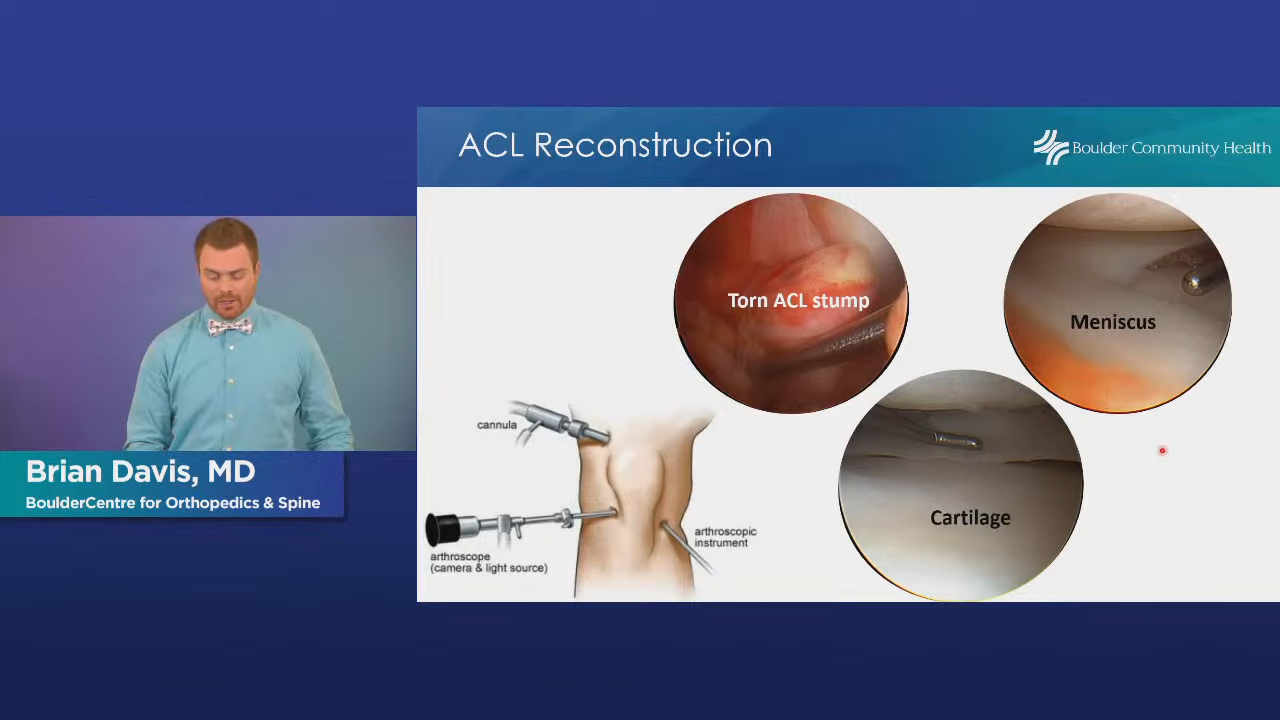 ACL Reconstruction
Boulder Community Health
Torn ACL stump
Meniscus
Cartilage
cannula
arthroscopic
instrument
arthroscope
(camera & light source)
Brian Davis, MD
BoulderCentre for Orthopedics & Spine